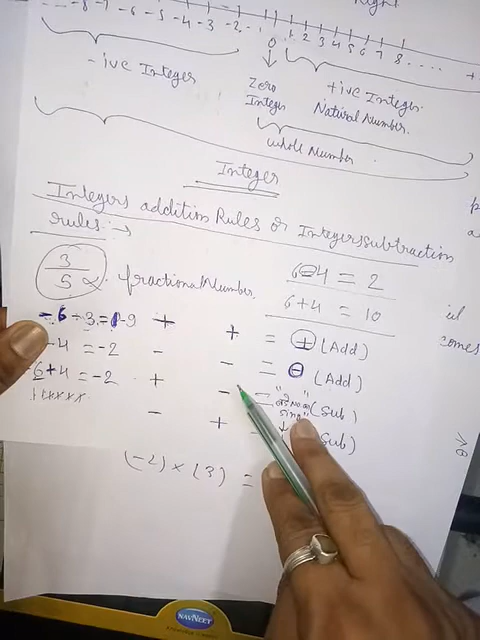 Right
-8 -7 -6 -5 -4 -3 -2 -1 0 1 2 3 4 5 6 7 8 ....
-ive Integer
Zero Integer
+ive Integer
Natural Number.
Whole Number
Integer
Integers addition Rules or Integers subtraction
rules :→
3/5 fractional Number.
6-4 = 2
6+4 = 10
-6 -3 = -9
+ + = + (Add)
-4 = -2
- - = - (Add)
6+4 = -2
+ - = (Sub)
- + (Sub)
(-2) × (3) =
comes
NAVNEET